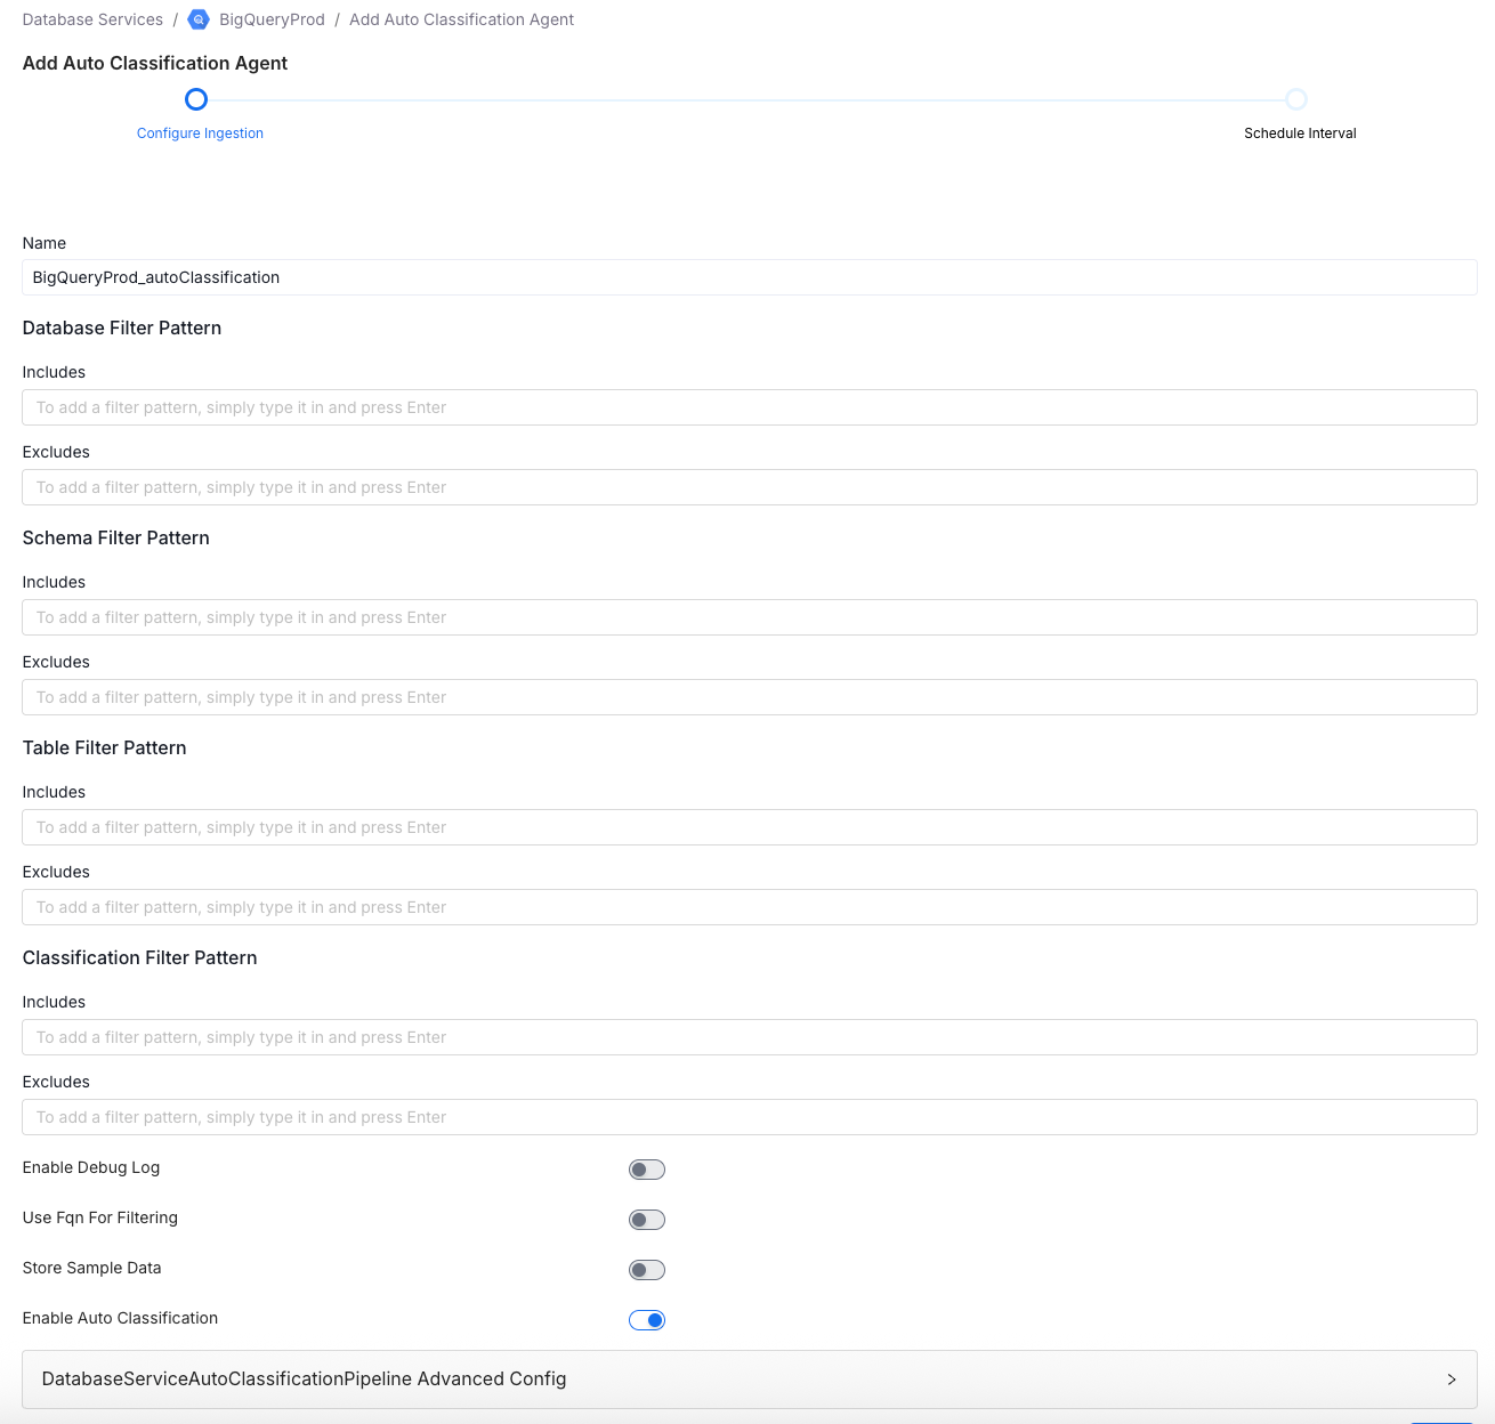 Database Services / BigQueryProd / Add Auto Classification Agent
Add Auto Classification Agent
Configure Ingestion
Schedule Interval
Name
BigQueryProd_autoClassification
Database Filter Pattern
Includes
To add a filter pattern, simply type it in and press Enter
Excludes
To add a filter pattern, simply type it in and press Enter
Schema Filter Pattern
Includes
To add a filter pattern, simply type it in and press Enter
Excludes
To add a filter pattern, simply type it in and press Enter
Table Filter Pattern
Includes
To add a filter pattern, simply type it in and press Enter
Excludes
To add a filter pattern, simply type it in and press Enter
Classification Filter Pattern
Includes
To add a filter pattern, simply type it in and press Enter
Excludes
To add a filter pattern, simply type it in and press Enter
Enable Debug Log
Use Fqn For Filtering
Store Sample Data
Enable Auto Classification
DatabaseServiceAutoClassificationPipeline Advanced Config